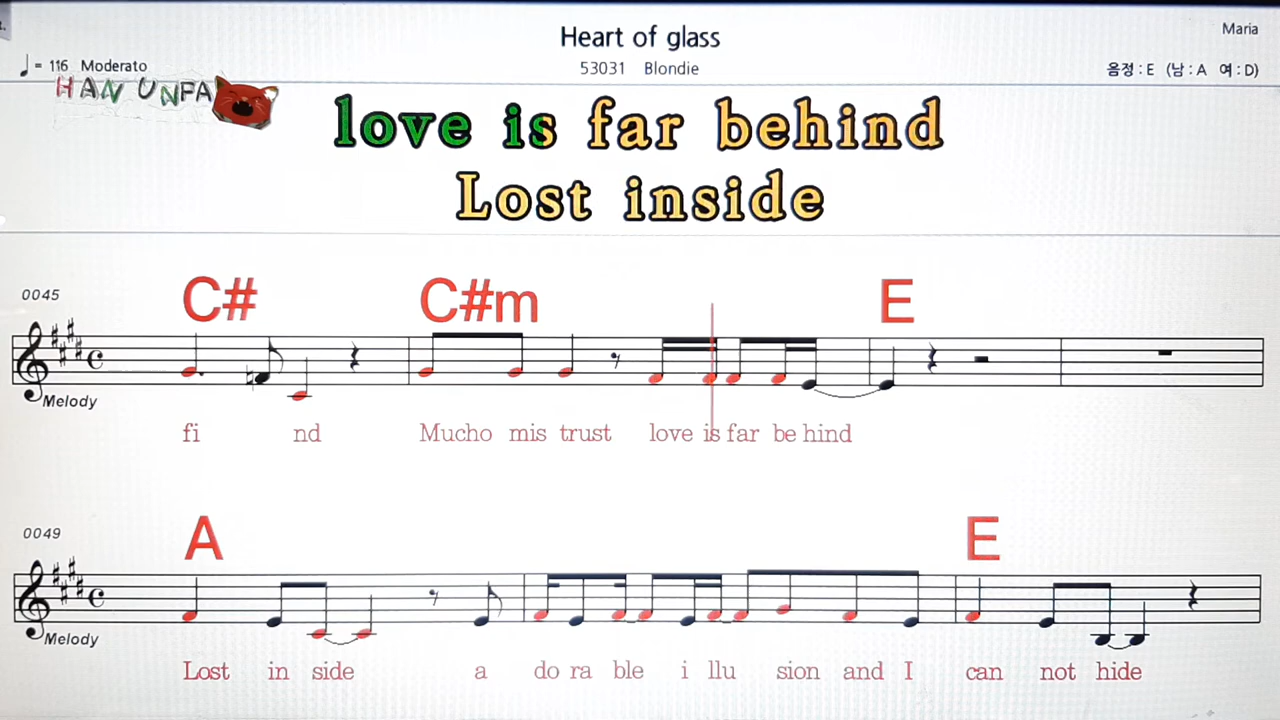 Heart of glass
Maria
= 116 Moderato
53031 Blondie
음정 : E (남 : A 여 : D)
HAN UNPA
love is far behind
Lost inside
0045
C# C#m E
Melody
fi nd Mucho mis trust love is far be hind
0049
A E
Melody
Lost in side a do ra ble i llu sion and I can not hide